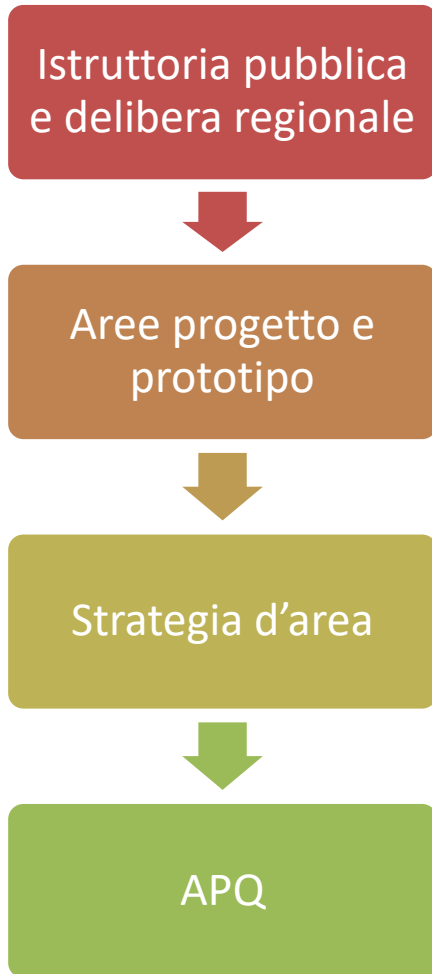 Istruttoria pubblica
e delibera regionale
Aree progetto e
prototipo
Strategia d’area
APQ